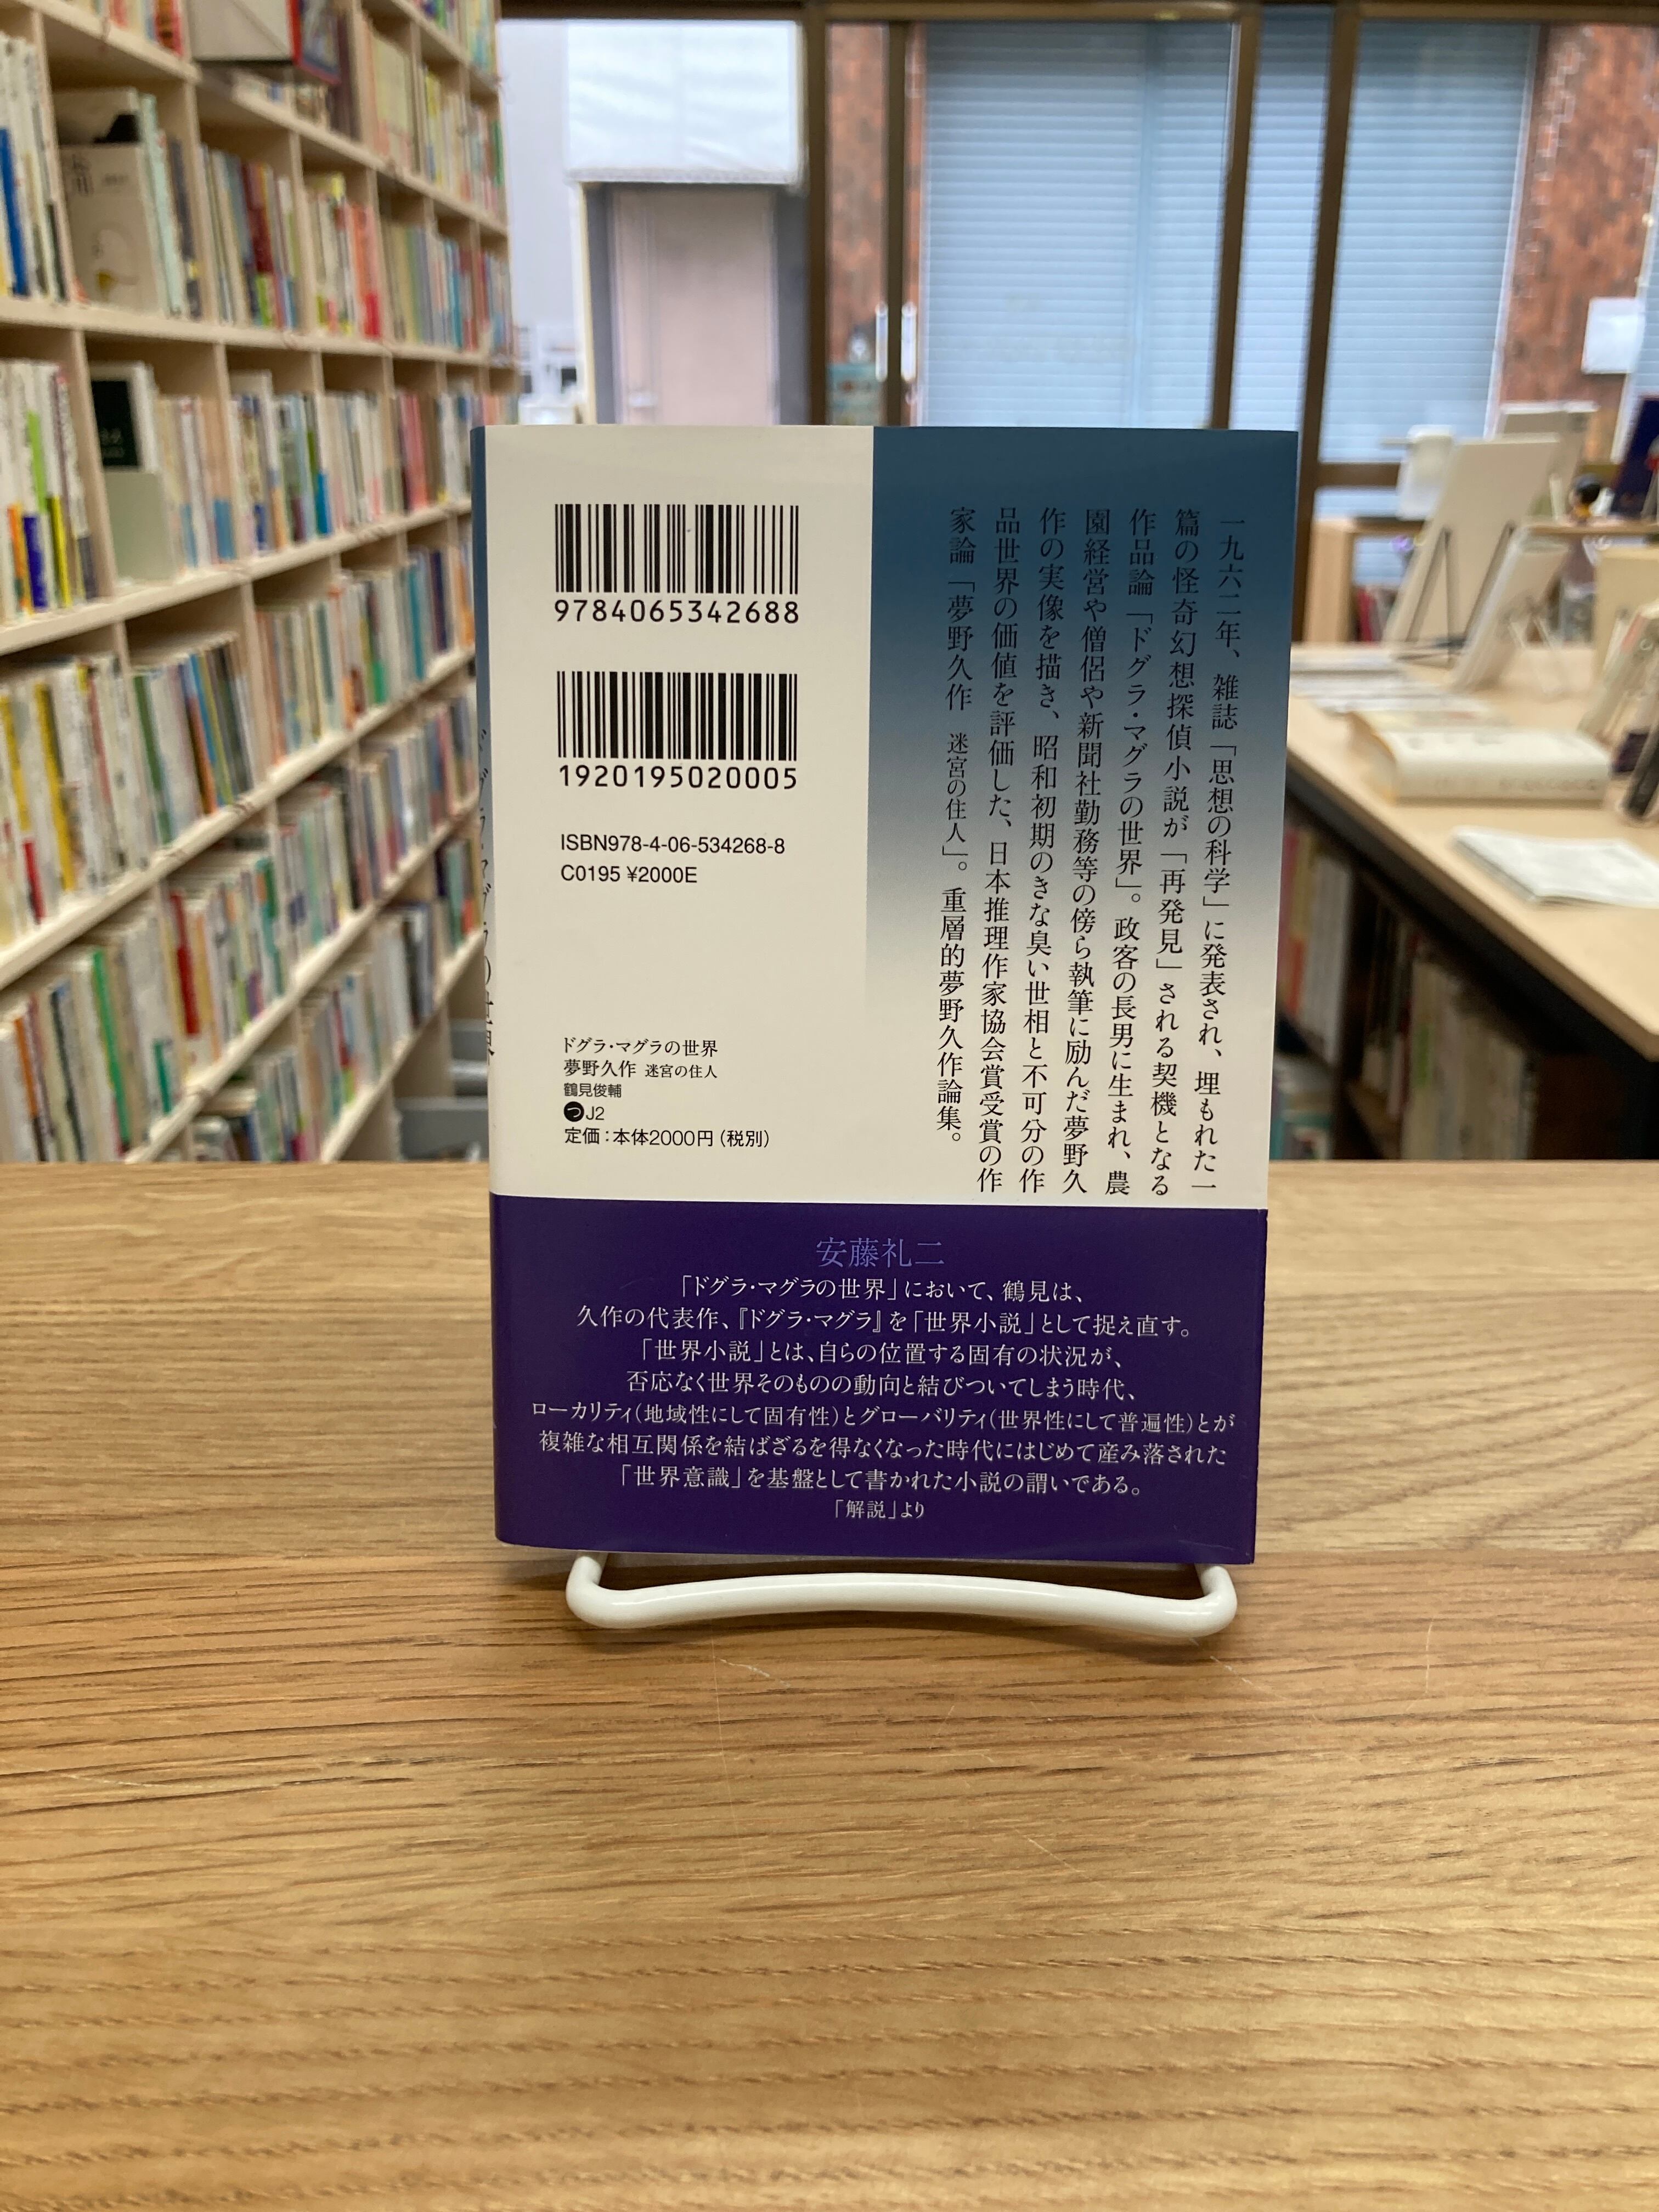 一九六二年、雑誌「思想の科学」に発表され、埋もれた一
篇の怪奇幻想探偵小説が「再発見」される契機となる
作品論「ドグラ・マグラの世界」。政客の長男に生まれ、農
園経営や僧侶や新聞社勤務等の傍ら執筆に励んだ夢野久
作の実像を描き、昭和初期のきな臭い世相と不可分の作
品世界の価値を評価した、日本推理作家協会賞受賞の作
家論「夢野久作 迷宮の住人」。重層的夢野久作論集。
9784065342688
1920195020005
ISBN978-4-06-534268-8
C0195 ¥2000E
ドグラ・マグラの世界
夢野久作 迷宮の住人
鶴見俊輔
つJ2
定価：本体2000円（税別）
安藤礼二
「ドグラ・マグラの世界」において、鶴見は、
久作の代表作、『ドグラ・マグラ』を「世界小説」として捉え直す。
「世界小説」とは、自らの位置する固有の状況が、
否応なく世界そのものの動向と結びついてしまう時代、
ローカリティ（地域性にして固有性）とグローバリティ（世界性にして普遍性）とが
複雑な相互関係を結ばざるを得なくなった時代にはじめて産み落された
「世界意識」を基盤として書かれた小説の謂いである。
「解説」より
ドグラ・マグラの世界